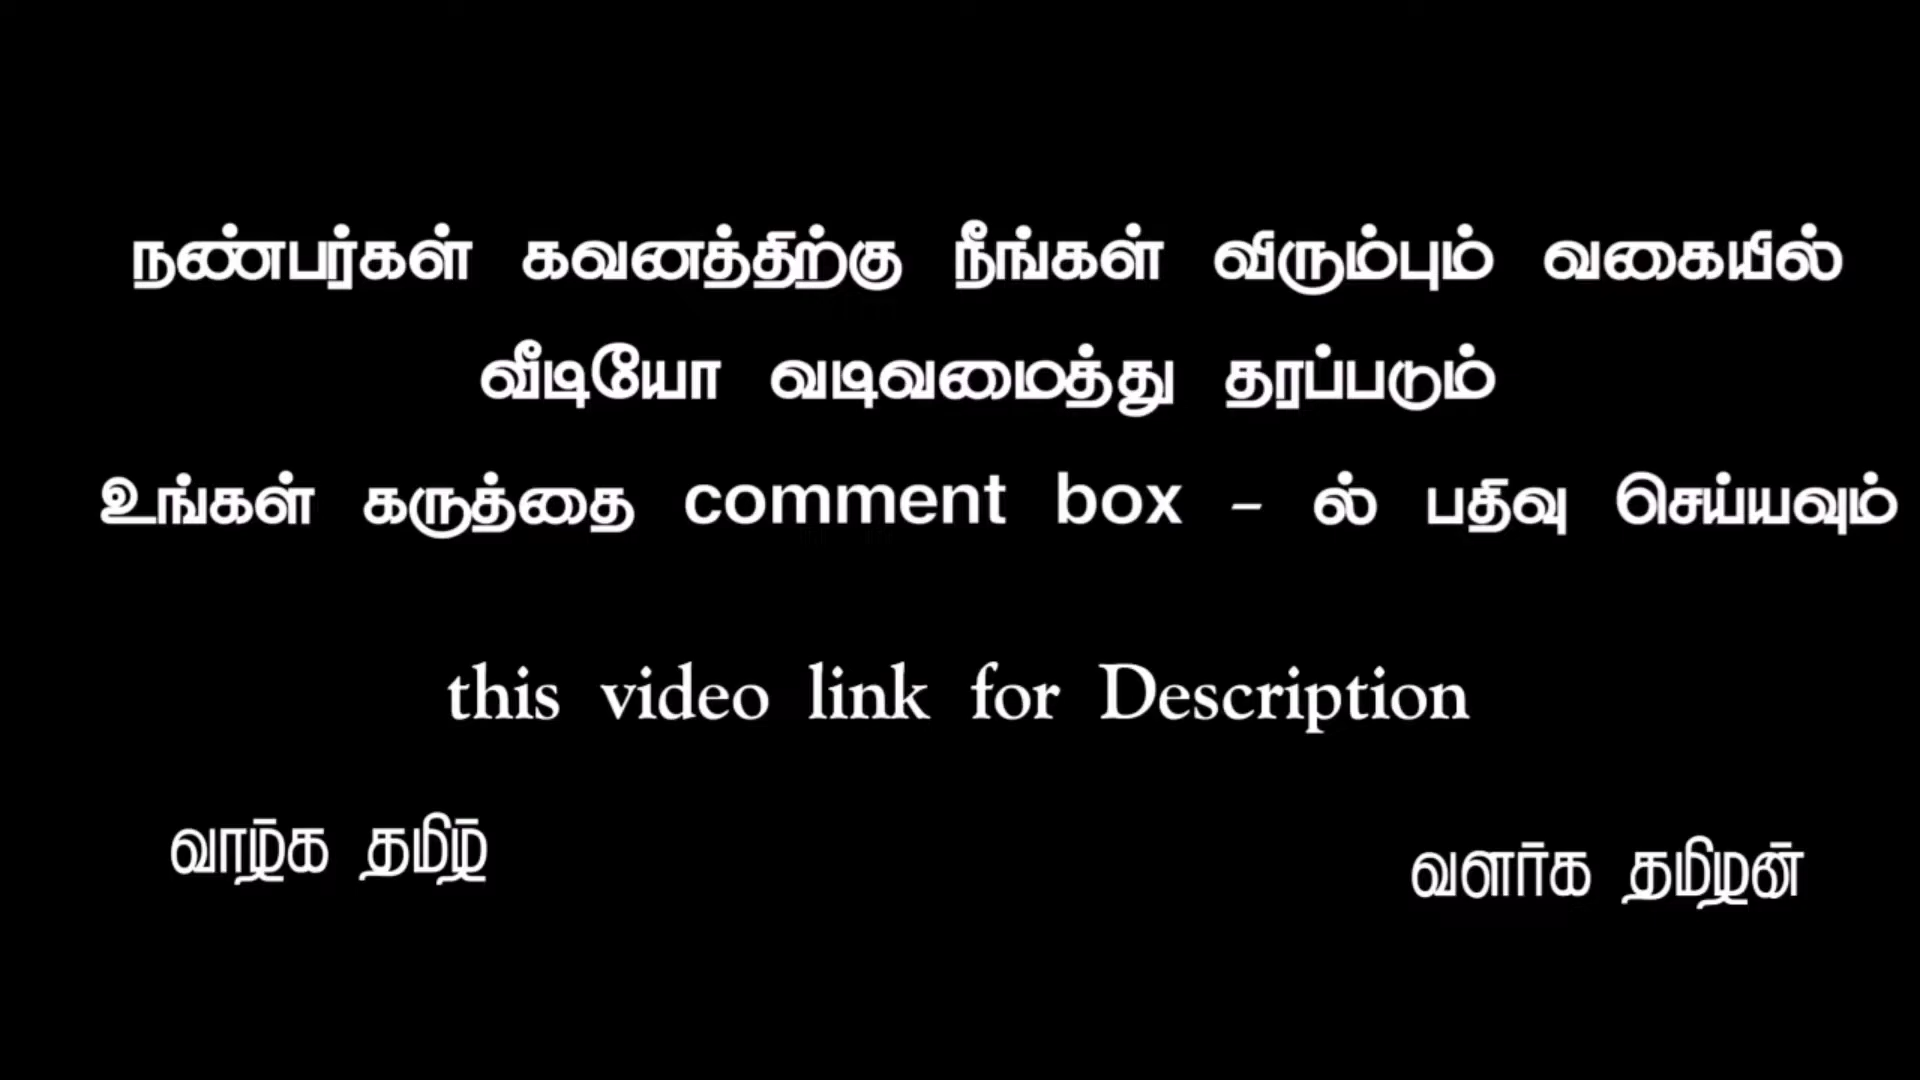 நண்பர்கள் கவனத்திற்கு நீங்கள் விரும்பும் வகையில்
வீடியோ வடிவமைத்து தரப்படும்
உங்கள் கருத்தை comment box - ல் பதிவு செய்யவும்
this video link for Description
வாழ்க தமிழ்
வளர்க தமிழன்